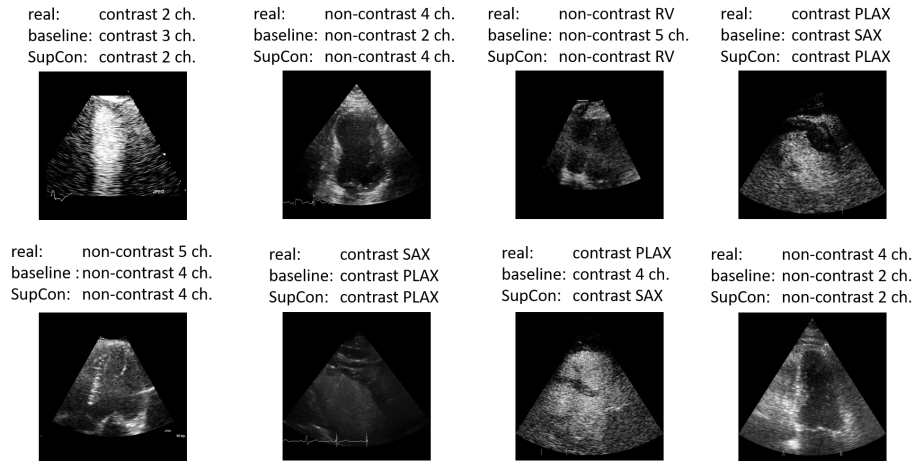 real: contrast 2 ch.
baseline: contrast 3 ch.
SupCon: contrast 2 ch.
real: non-contrast 4 ch.
baseline: non-contrast 2 ch.
SupCon: non-contrast 4 ch.
real: non-contrast RV
baseline: non-contrast 5 ch.
SupCon: non-contrast RV
real: contrast PLAX
baseline: contrast SAX
SupCon: contrast PLAX
real: non-contrast 5 ch.
baseline : non-contrast 4 ch.
SupCon: non-contrast 4 ch.
real: contrast SAX
baseline: contrast PLAX
SupCon: contrast PLAX
real: contrast PLAX
baseline: contrast 4 ch.
SupCon: contrast SAX
real: non-contrast 4 ch.
baseline: non-contrast 2 ch.
SupCon: non-contrast 2 ch.